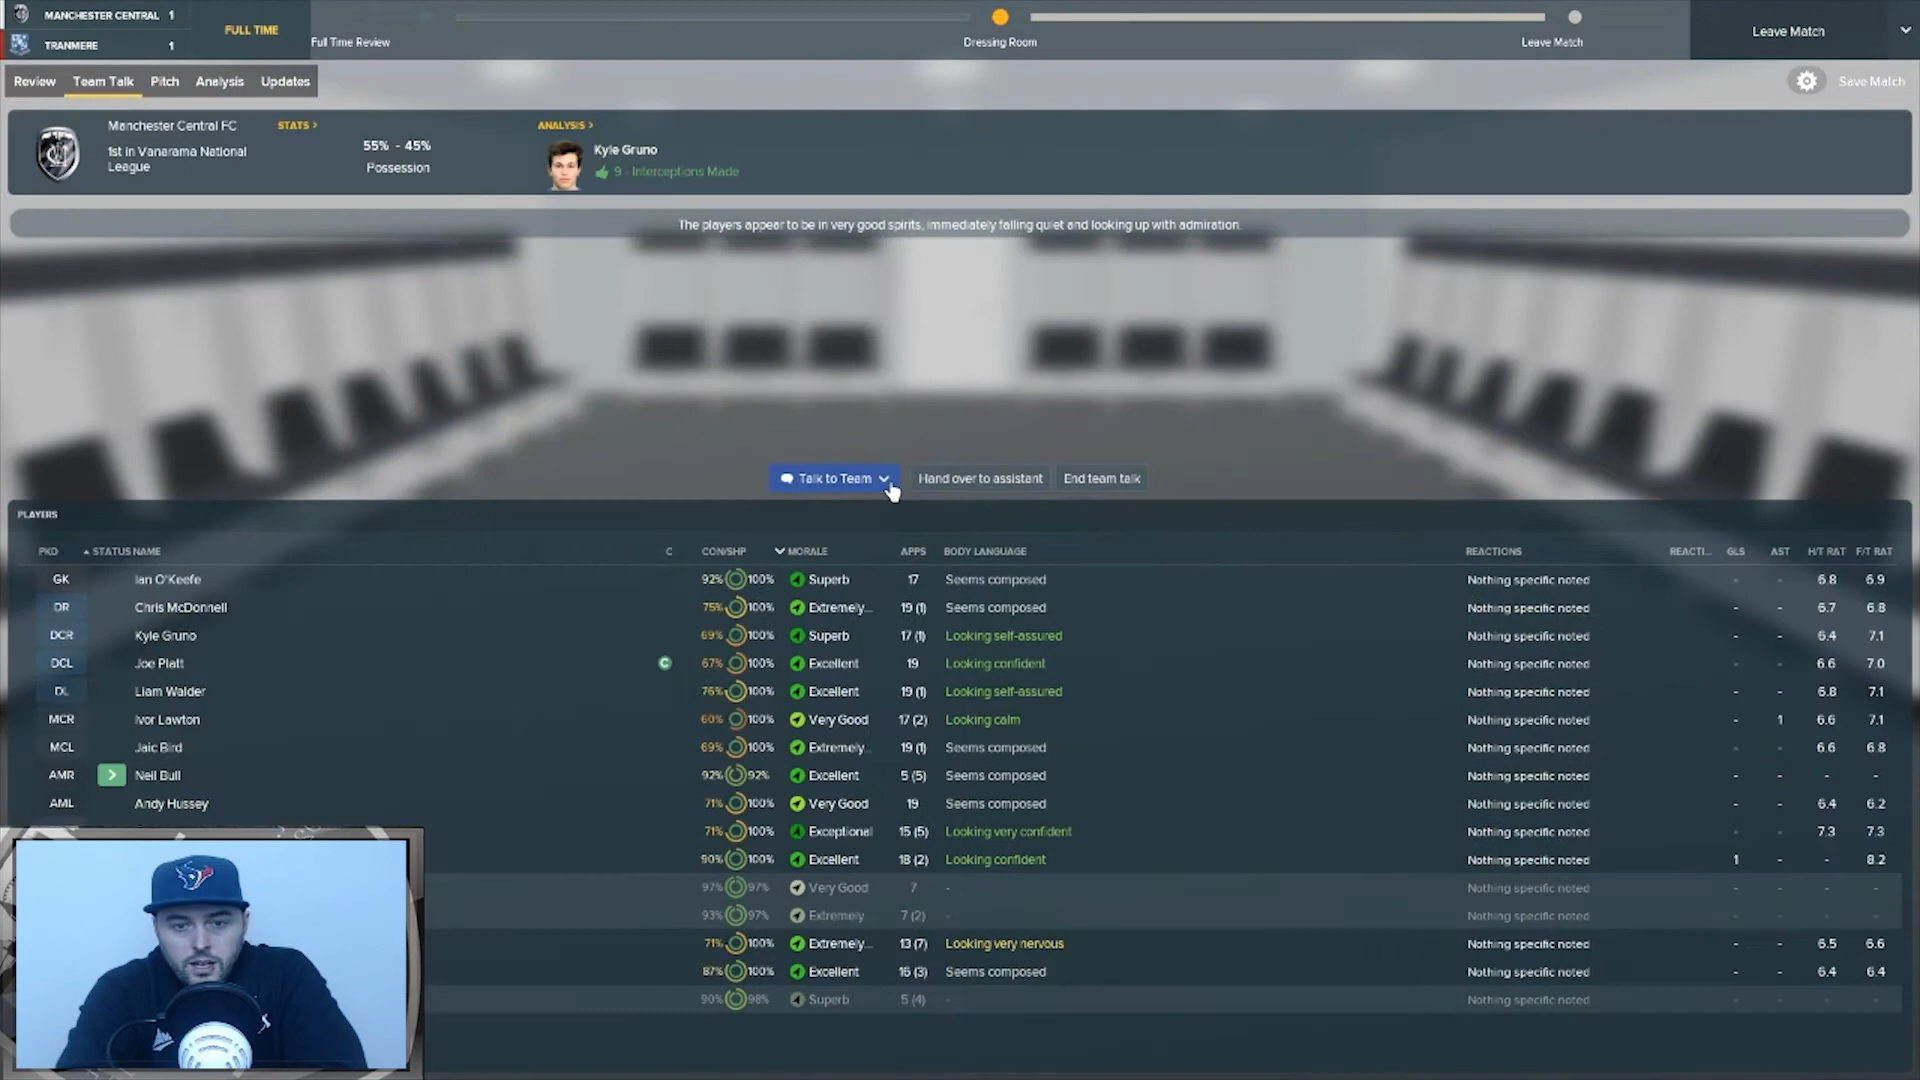 MANCHESTER CENTRAL 1
TRANMERE 1
FULL TIME
Full Time Review
Dressing Room
Leave Match
Leave Match
Review Team Talk Pitch Analysis Updates
Save Match
Manchester Central FC
1st in Vanarama National
League
STATS >
55% - 45%
Possession
ANALYSIS >
Kyle Gruno
9 - Interceptions Made
The players appear to be in very good spirits, immediately falling quiet and looking up with admiration.
Talk to Team Hand over to assistant End team talk
PLAYERS
PKD STATUS NAME C CON/SHP MORALE APPS BODY LANGUAGE REACTIONS REACTI... GLS AST H/T RAT F/T RAT
GK Ian O'Keefe 92% 100% Superb 17 Seems composed Nothing specific noted - - 6.8 6.9
DR Chris McDonnell 75% 100% Extremely... 19 (1) Seems composed Nothing specific noted - - 6.7 6.8
DCR Kyle Gruno 69% 100% Superb 17 (1) Looking self-assured Nothing specific noted - - 6.4 7.1
DCL Joe Platt C 67% 100% Excellent 19 Looking confident Nothing specific noted - - 6.6 7.0
DL Liam Walder 76% 100% Excellent 19 (1) Looking self-assured Nothing specific noted - - 6.8 7.1
MCR Ivor Lawton 60% 100% Very Good 17 (2) Looking calm Nothing specific noted - 1 6.6 7.1
MCL Jaic Bird 69% 100% Extremely... 19 (1) Seems composed Nothing specific noted - - 6.6 6.8
AMR Neil Bull 92% 92% Excellent 5 (5) Seems composed Nothing specific noted - - - -
AML Andy Hussey 71% 100% Very Good 19 Seems composed Nothing specific noted - - 6.4 6.2
71% 100% Exceptional 15 (5) Looking very confident Nothing specific noted - - 7.3 7.3
90% 100% Excellent 18 (2) Looking confident Nothing specific noted 1 - - 8.2
97% 97% Very Good 7 - Nothing specific noted - - - -
93% 97% Extremely 7 (2) - Nothing specific noted - - - -
71% 100% Extremely... 13 (7) Looking very nervous Nothing specific noted - - 6.5 6.6
87% 100% Excellent 16 (3) Seems composed Nothing specific noted - - 6.4 6.4
90% 98% Superb 5 (4) - Nothing specific noted - - - -